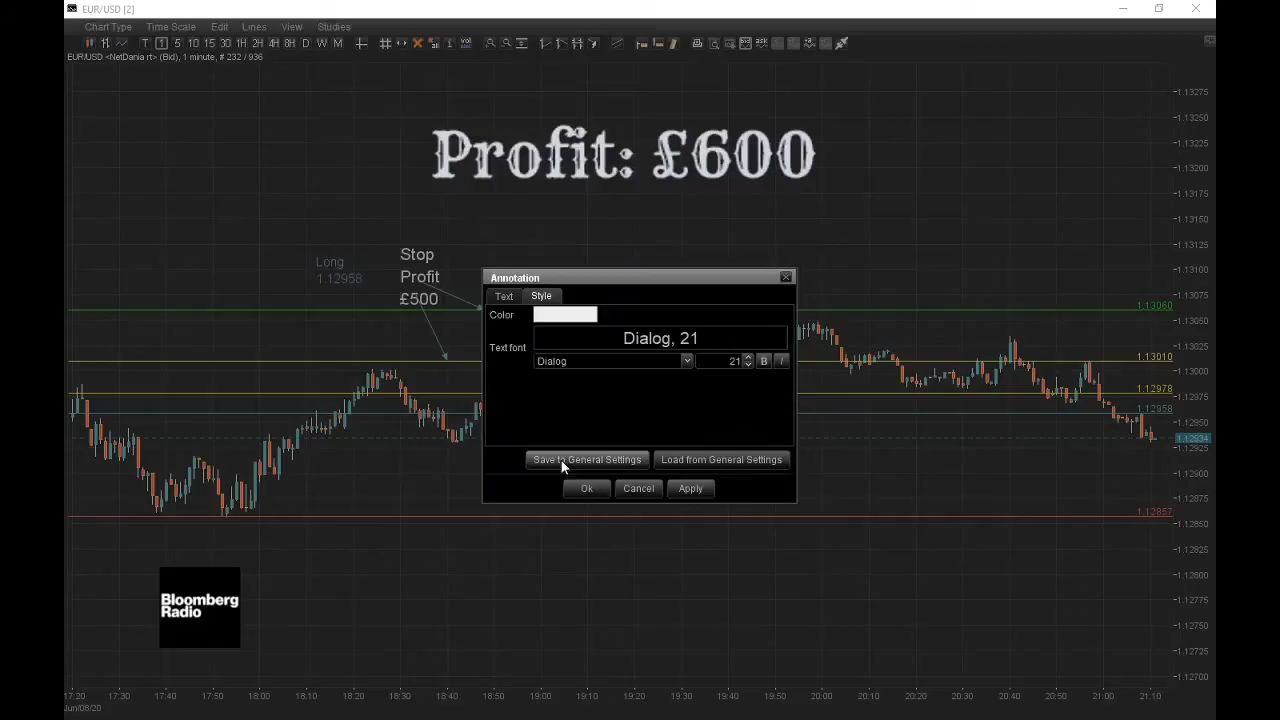 EUR/USD [2]
Chart Type Time Scale Edit Lines View Studies
T 1 5 10 15 30 1H 2H 4H 8H D W M
EUR/USD <NetDania rt> (Bid), 1 minute, # 232 / 936
Profit: £600
Long
1.12958
Stop
Profit
£500
Annotation
Text Style
Color
Text font
Dialog, 21
Dialog 21 B I
Save to General Settings Load from General Settings
Ok Cancel Apply
1.13060
1.13010
1.12978
1.12958
1.12857
1.13275
1.13250
1.13225
1.13200
1.13175
1.13150
1.13125
1.13100
1.13075
1.13050
1.13025
1.13000
1.12975
1.12950
1.12934
1.12900
1.12875
1.12850
1.12825
1.12800
1.12775
1.12750
1.12725
1.12700
Bloomberg
Radio
17:20 17:30 17:40 17:50 18:00 18:10 18:20 18:30 18:40 18:50 19:00 19:10 19:20 19:30 19:40 19:50 20:00 20:10 20:20 20:30 20:40 20:50 21:00 21:10
Jun/08/20